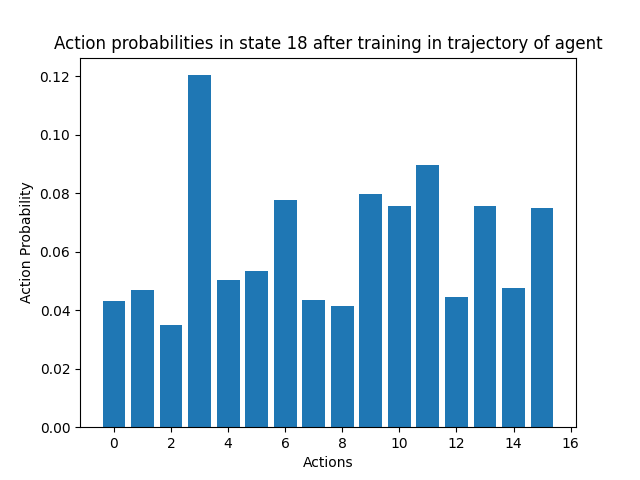 Action probabilities in state 18 after training in trajectory of agent
0.12
0.10
0.08
0.06
0.04
0.02
0.00
Action Probability
0 2 4 6 8 10 12 14 16
Actions